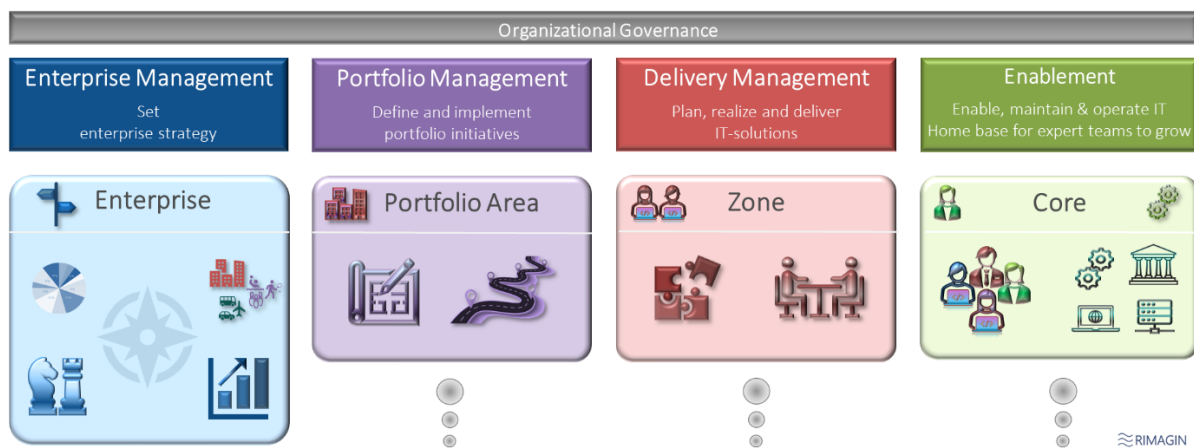 Organizational Governance
Enterprise Management
Set
enterprise strategy
Portfolio Management
Define and implement
portfolio initiatives
Delivery Management
Plan, realize and deliver
IT-solutions
Enablement
Enable, maintain & operate IT
Home base for expert teams to grow
Enterprise
Portfolio Area
Zone
Core
RIMAGIN